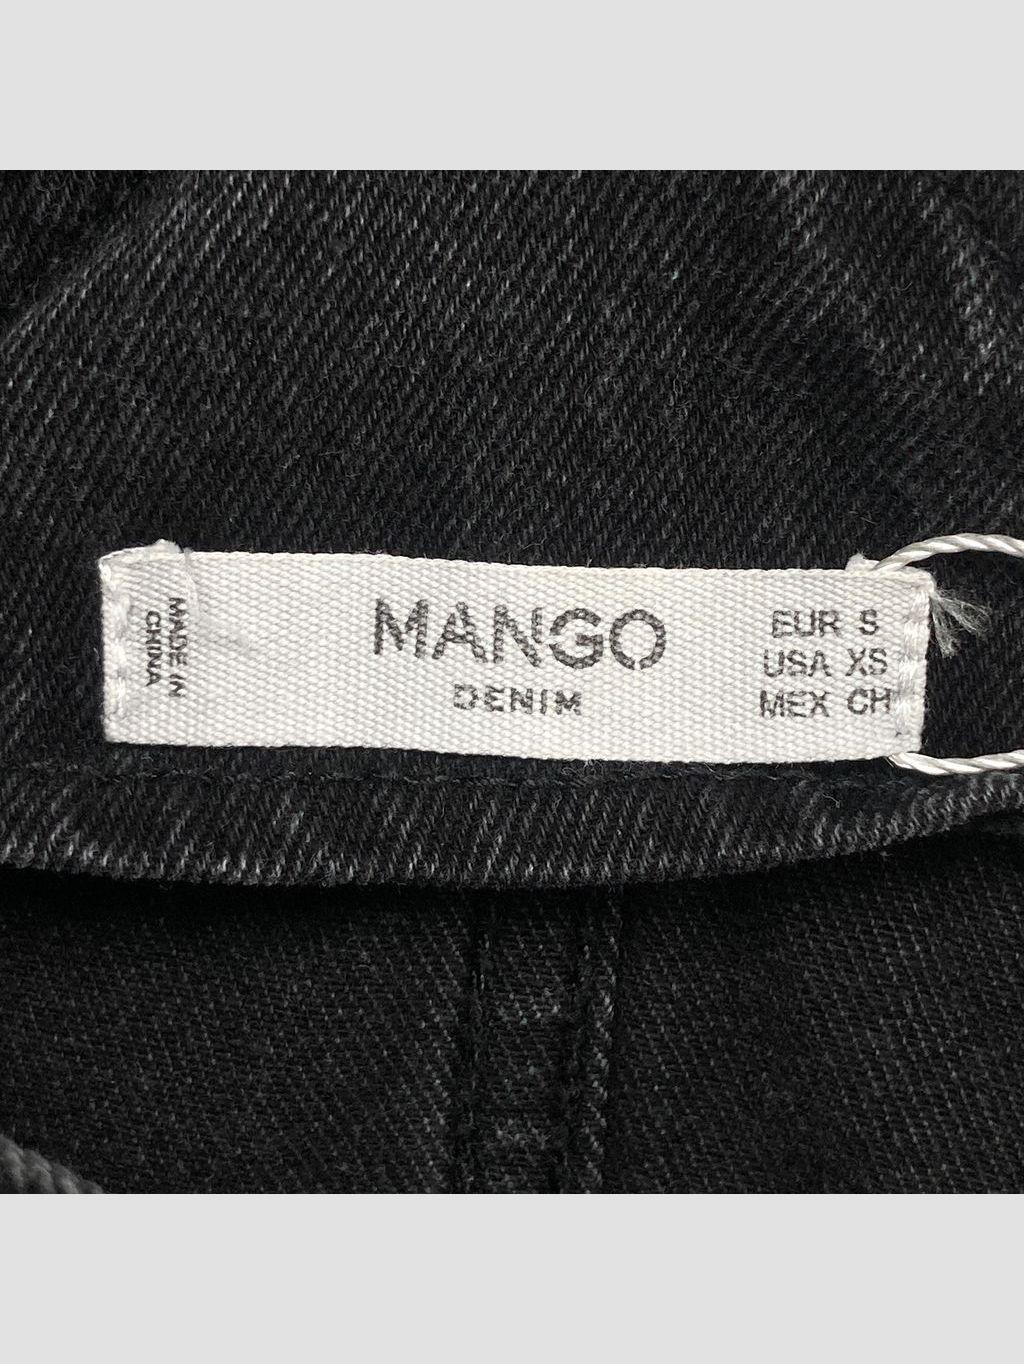 MADE IN
CHINA
MANGO
DENIM
EUR S
USA XS
MEX CH